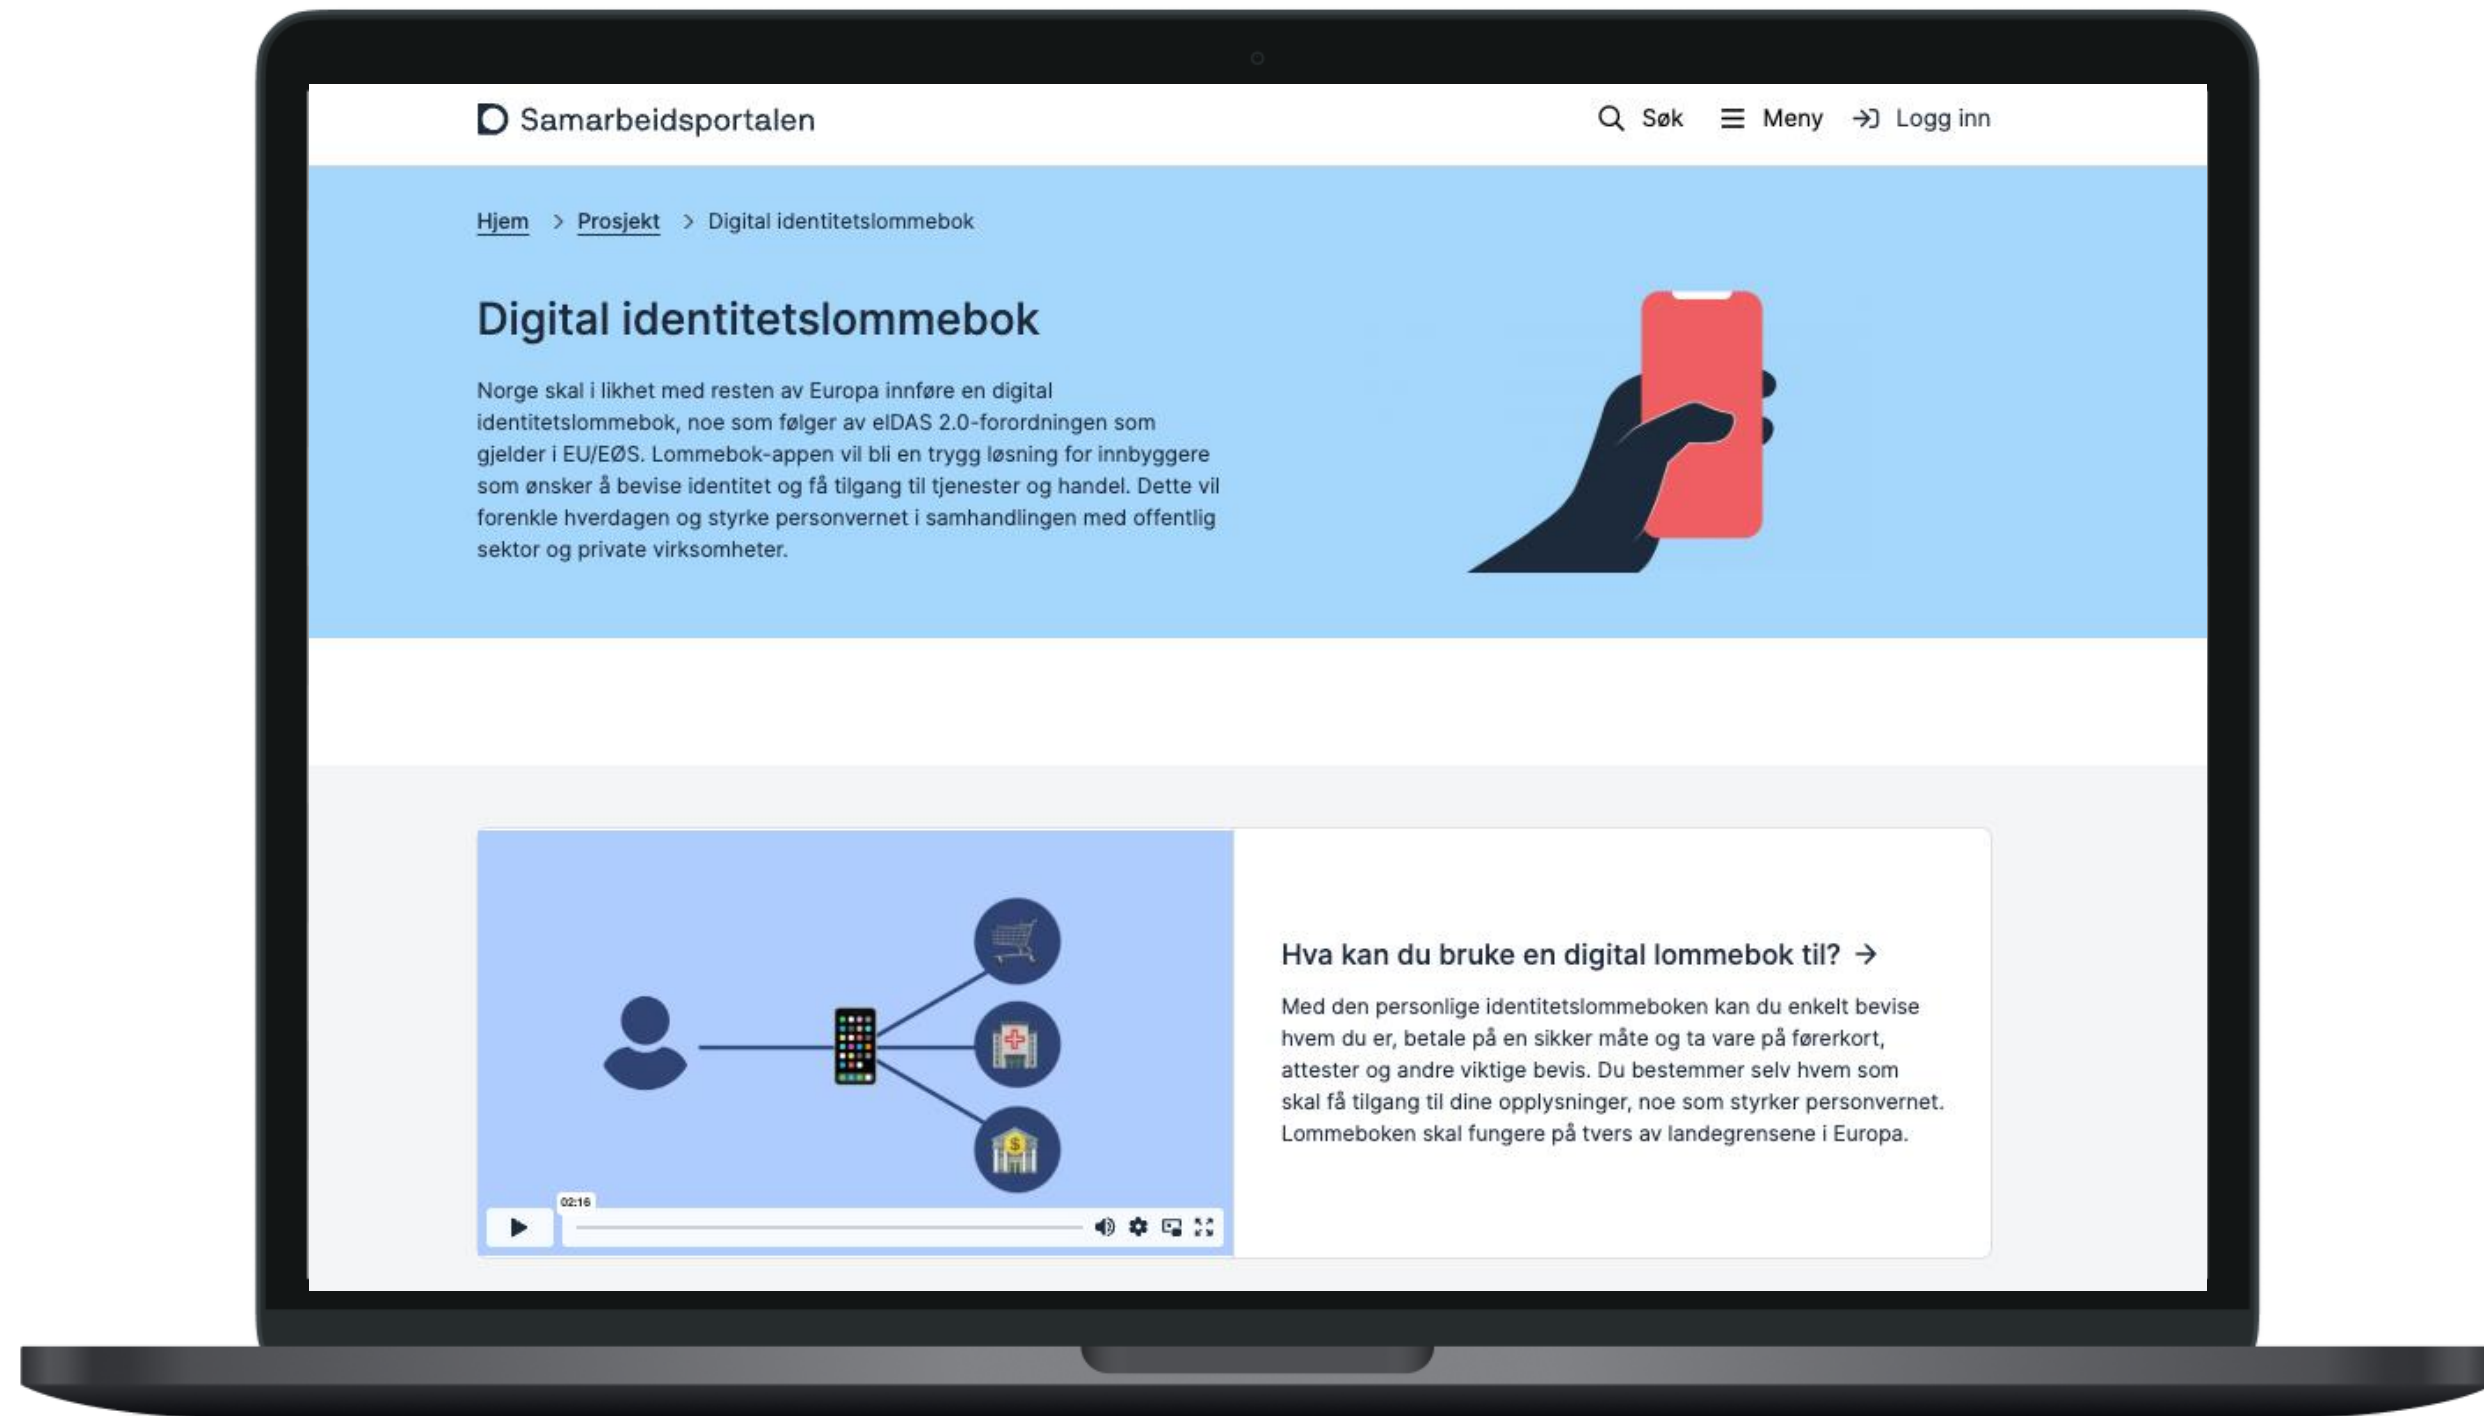 Samarbeidsportalen
Søk Meny Logg inn
Hjem > Prosjekt > Digital identitetslommebok
Digital identitetslommebok
Norge skal i likhet med resten av Europa innføre en digital
identitetslommebok, noe som følger av eIDAS 2.0-forordningen som
gjelder i EU/EØS. Lommebok-appen vil bli en trygg løsning for innbyggere
som ønsker å bevise identitet og få tilgang til tjenester og handel. Dette vil
forenkle hverdagen og styrke personvernet i samhandlingen med offentlig
sektor og private virksomheter.
Hva kan du bruke en digital lommebok til? →
Med den personlige identitetslommeboken kan du enkelt bevise
hvem du er, betale på en sikker måte og ta vare på førerkort,
attester og andre viktige bevis. Du bestemmer selv hvem som
skal få tilgang til dine opplysninger, noe som styrker personvernet.
Lommeboken skal fungere på tvers av landegrensene i Europa.
$
02:16